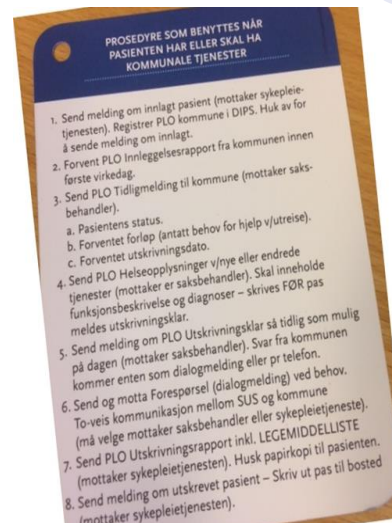 PROSEDYRE SOM BENYTTES NÅR
PASIENTEN HAR ELLER SKAL HA
KOMMUNALE TJENESTER
1. Send melding om innlagt pasient (mottaker sykepleie-
tjenesten). Registrer PLO kommune i DIPS. Huk av for
å sende melding om innlagt.
2. Forvent PLO Innleggelsesrapport fra kommunen innen
første virkedag.
3. Send PLO Tidligmelding til kommune (mottaker saks-
behandler).
a. Pasientens status.
b. Forventet forløp (antatt behov for hjelp v/utreise).
c. Forventet utskrivningsdato.
4. Send PLO Helseopplysninger v/nye eller endrede
tjenester (mottaker er saksbehandler). Skal inneholde
funksjonsbeskrivelse og diagnoser – skrives FØR pas
meldes utskrivningsklar.
5. Send melding om PLO Utskrivningsklar så tidlig som mulig
på dagen (mottaker saksbehandler). Svar fra kommunen
kommer enten som dialogmelding eller pr telefon.
6. Send og motta Forespørsel (dialogmelding) ved behov.
To-veis kommunikasjon mellom SUS og kommune
(må velge mottaker saksbehandler eller sykepleietjeneste).
7. Send PLO Utskrivningsrapport inkl. LEGEMIDDELLISTE
(mottaker sykepleietjenesten). Husk papirkopi til pasienten.
8. Send melding om utskrevet pasient – Skriv ut pas til bosted
(mottaker sykepleietjenesten).